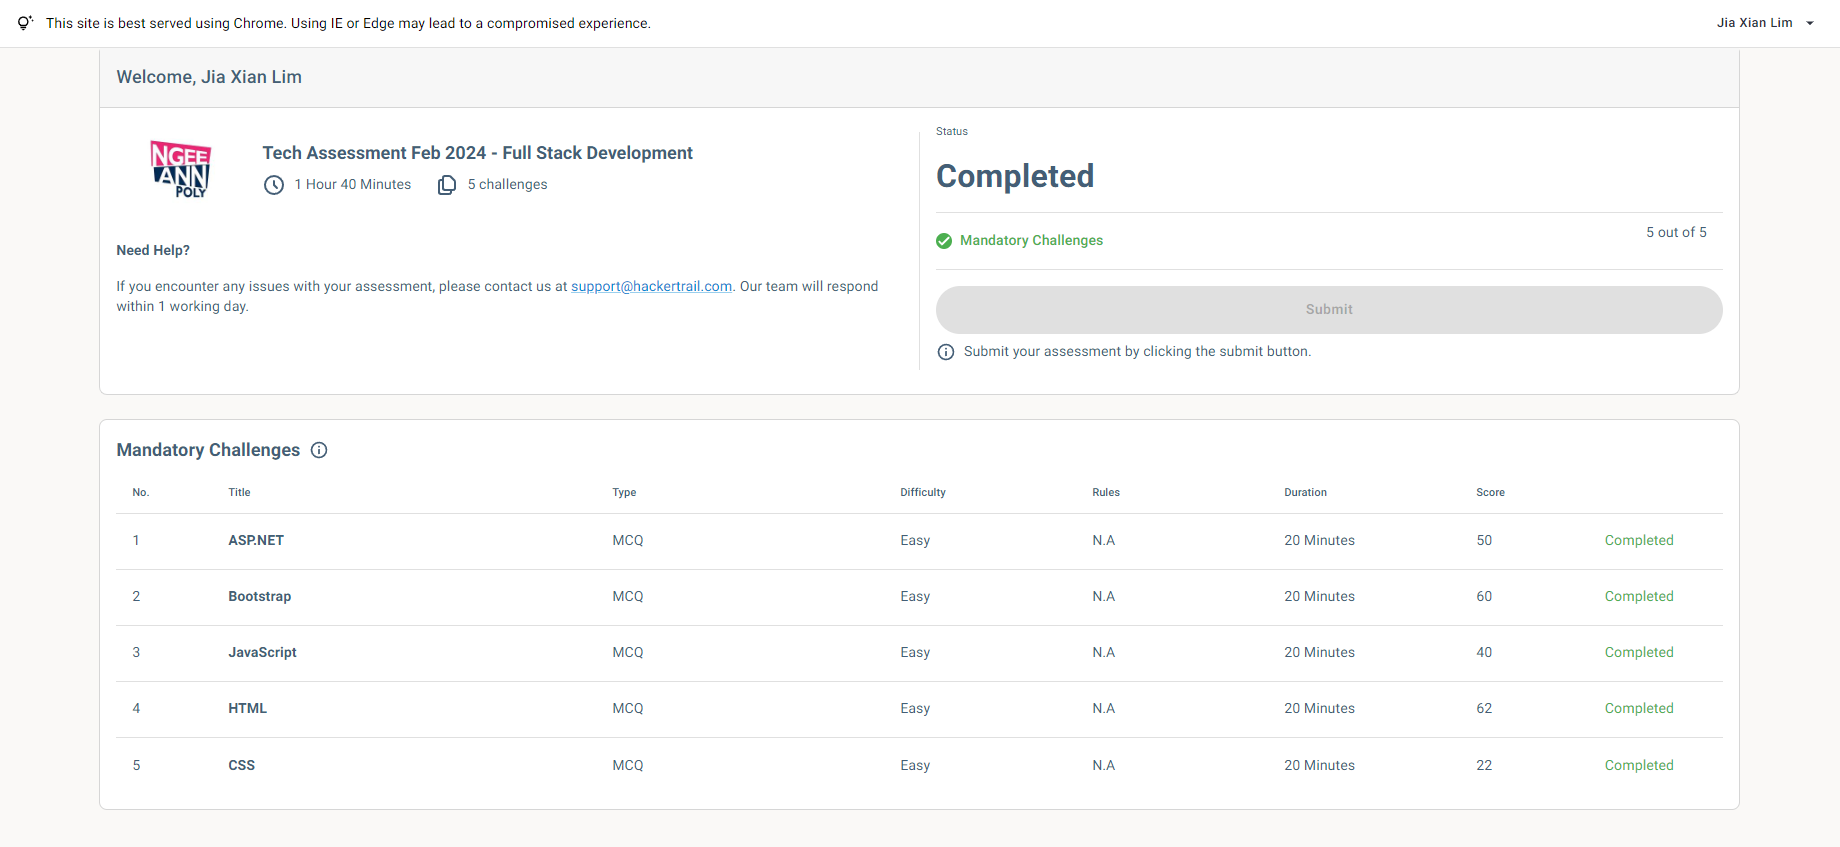 This site is best served using Chrome. Using IE or Edge may lead to a compromised experience.
Jia Xian Lim
Welcome, Jia Xian Lim
NGEE
ANN
POLY
Tech Assessment Feb 2024 - Full Stack Development
1 Hour 40 Minutes 5 challenges
Need Help?
If you encounter any issues with your assessment, please contact us at support@hackertrail.com. Our team will respond
within 1 working day.
Status
Completed
Mandatory Challenges 5 out of 5
Submit
Submit your assessment by clicking the submit button.
Mandatory Challenges
No. Title Type Difficulty Rules Duration Score
1 ASP.NET MCQ Easy N.A 20 Minutes 50 Completed
2 Bootstrap MCQ Easy N.A 20 Minutes 60 Completed
3 JavaScript MCQ Easy N.A 20 Minutes 40 Completed
4 HTML MCQ Easy N.A 20 Minutes 62 Completed
5 CSS MCQ Easy N.A 20 Minutes 22 Completed